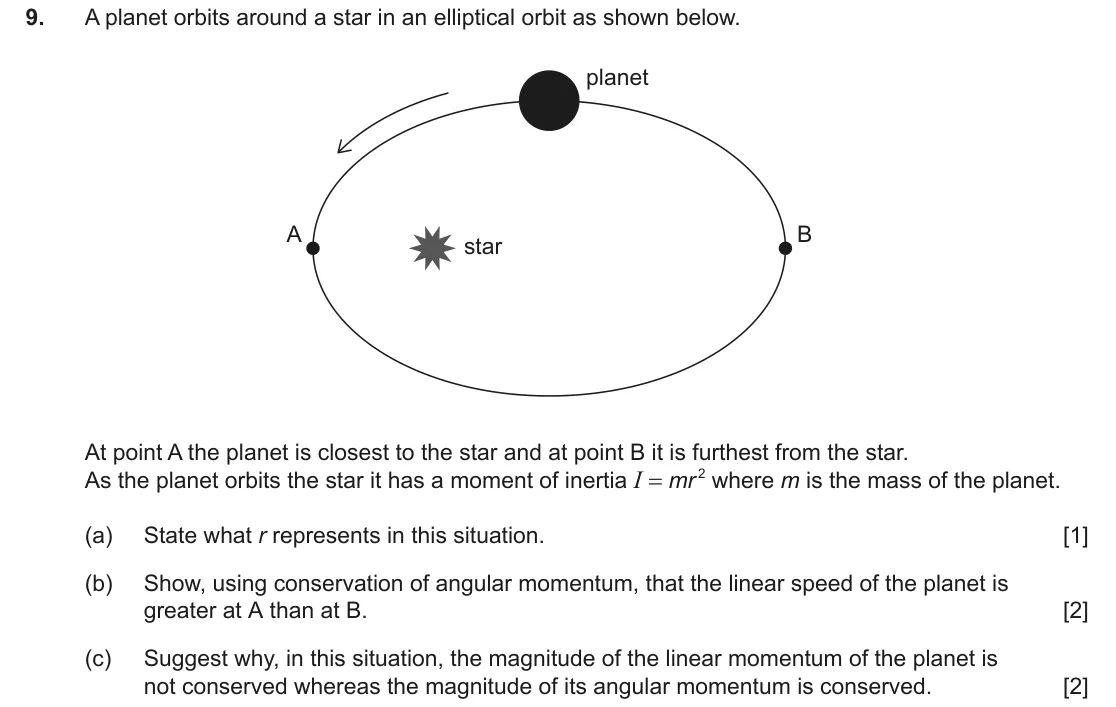 9. A planet orbits around a star in an elliptical orbit as shown below.
planet
A
star
B
At point A the planet is closest to the star and at point B it is furthest from the star.
As the planet orbits the star it has a moment of inertia I = mr² where m is the mass of the planet.
(a) State what r represents in this situation. [1]
(b) Show, using conservation of angular momentum, that the linear speed of the planet is
greater at A than at B. [2]
(c) Suggest why, in this situation, the magnitude of the linear momentum of the planet is
not conserved whereas the magnitude of its angular momentum is conserved. [2]